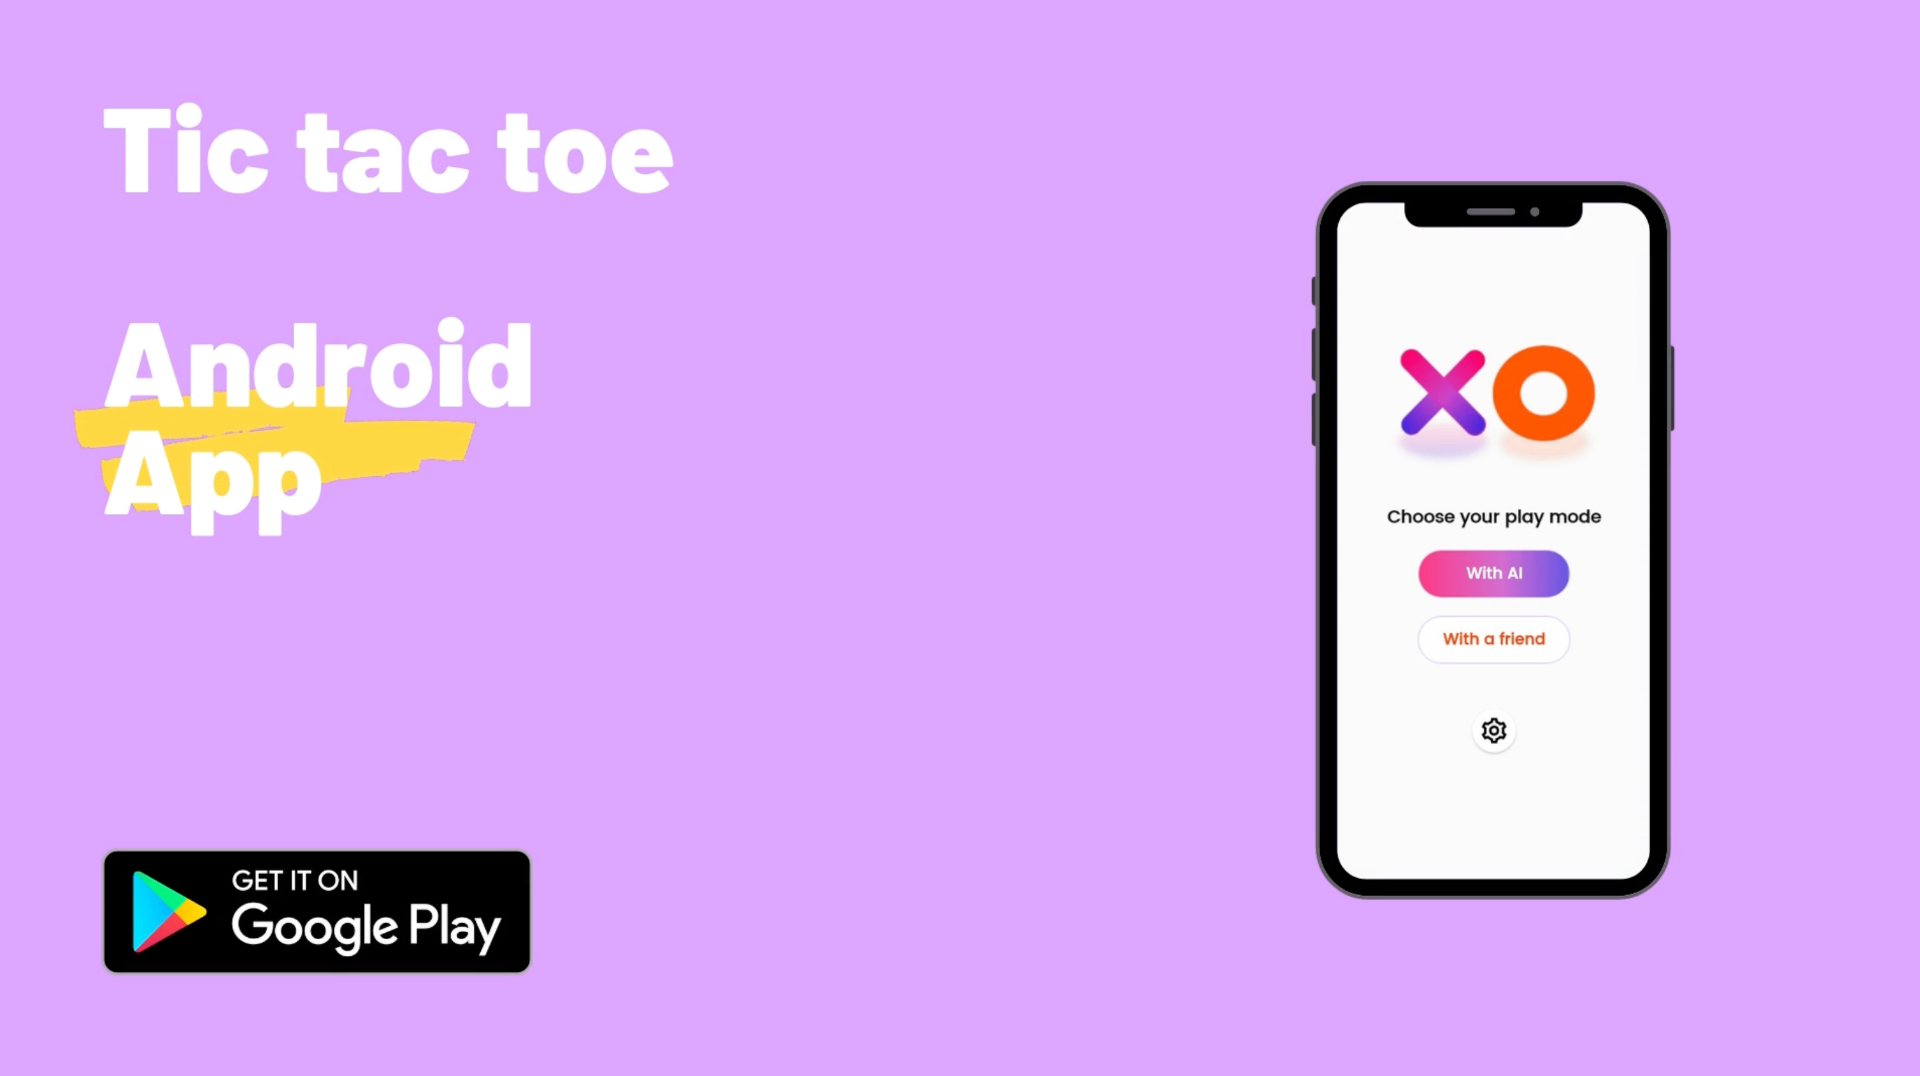 Tic tac toe
Android
App
GET IT ON
Google Play
XO
Choose your play mode
With AI
With a friend